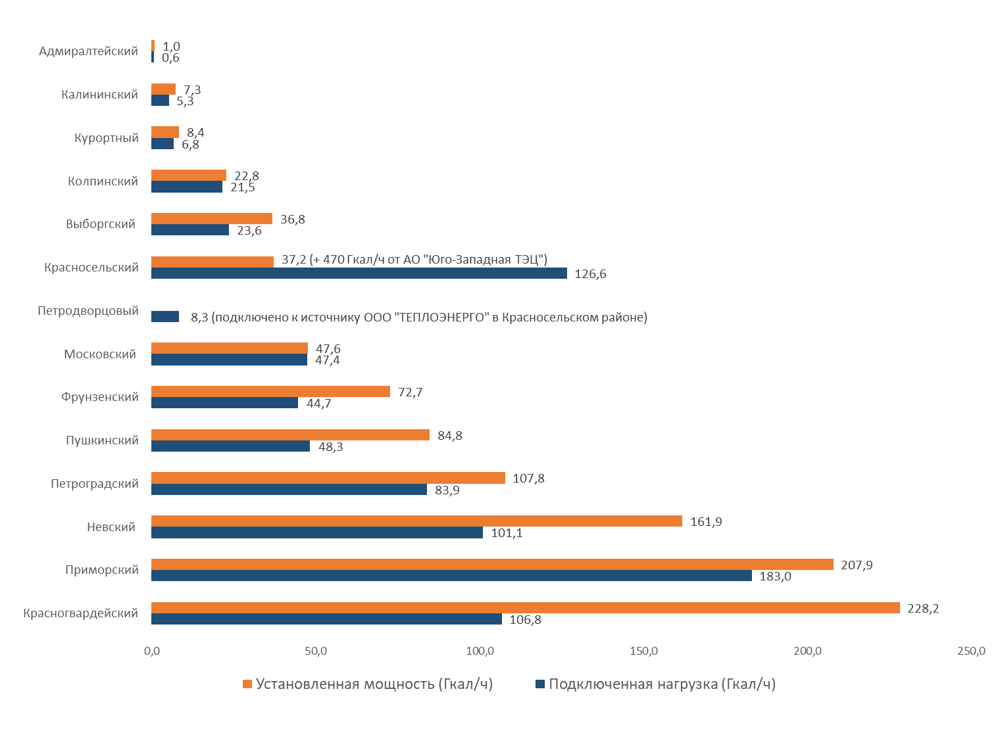 Адмиралтейский
1,0
0,6
Калининский
7,3
5,3
Курортный
8,4
6,8
Колпинский
22,8
21,5
Выборгский
36,8
23,6
Красносельский
37,2 (+ 470 Гкал/ч от АО "Юго-Западная ТЭЦ")
126,6
Петродворцовый
8,3 (подключено к источнику ООО "ТЕПЛОЭНЕРГО" в Красносельском районе)
Московский
47,6
47,4
Фрунзенский
72,7
44,7
Пушкинский
84,8
48,3
Петроградский
107,8
83,9
Невский
161,9
101,1
Приморский
207,9
183,0
Красногвардейский
228,2
106,8
0,0 50,0 100,0 150,0 200,0 250,0
Установленная мощность (Гкал/ч) Подключенная нагрузка (Гкал/ч)